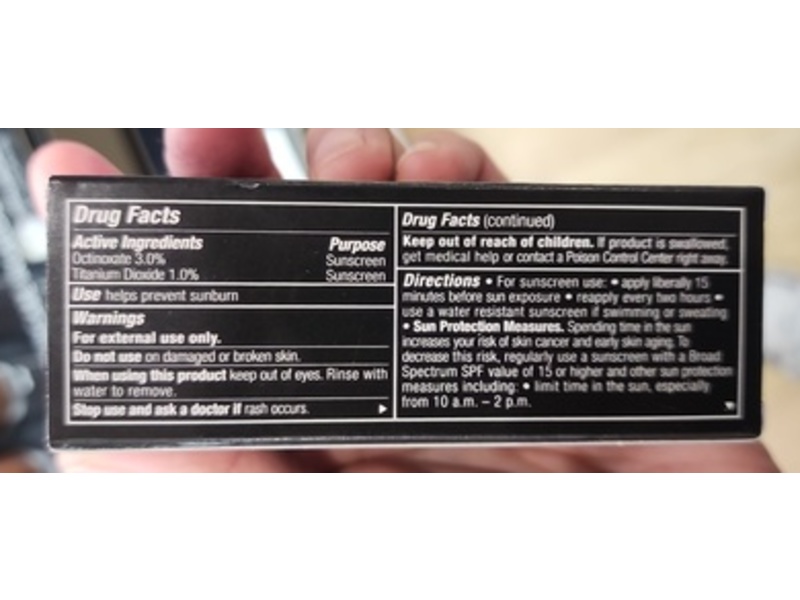 Drug Facts
Active Ingredients Purpose
Octinoxate 3.0% Sunscreen
Titanium Dioxide 1.0% Sunscreen
Use helps prevent sunburn
Warnings
For external use only.
Do not use on damaged or broken skin.
When using this product keep out of eyes. Rinse with
water to remove.
Stop use and ask a doctor if rash occurs.
Drug Facts (continued)
Keep out of reach of children. If product is swallowed,
get medical help or contact a Poison Control Center right away.
Directions • For sunscreen use: • apply liberally 15
minutes before sun exposure • reapply every two hours •
use a water resistant sunscreen if swimming or sweating
• Sun Protection Measures. Spending time in the sun
increases your risk of skin cancer and early skin aging. To
decrease this risk, regularly use a sunscreen with a Broad
Spectrum SPF value of 15 or higher and other sun protection
measures including: • limit time in the sun, especially
from 10 a.m. – 2 p.m.